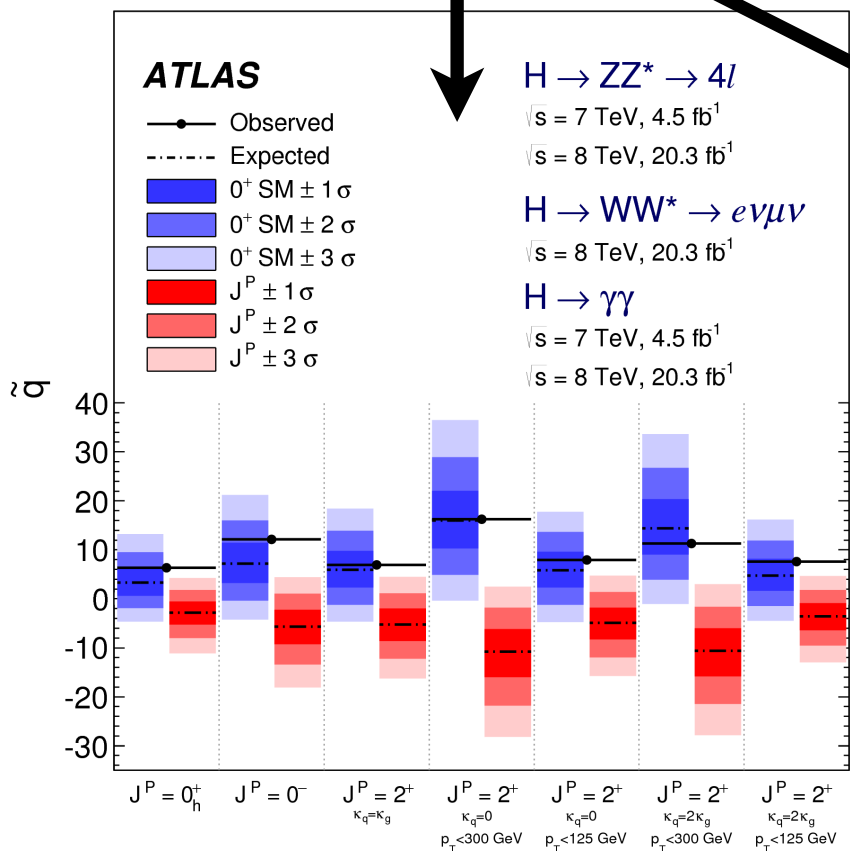 ATLAS
Observed
Expected
0⁺ SM ± 1 σ
0⁺ SM ± 2 σ
0⁺ SM ± 3 σ
Jᴾ ± 1 σ
Jᴾ ± 2 σ
Jᴾ ± 3 σ
H → ZZ* → 4l
√s = 7 TeV, 4.5 fb⁻¹
√s = 8 TeV, 20.3 fb⁻¹
H → WW* → eνμν
√s = 8 TeV, 20.3 fb⁻¹
H → γγ
√s = 7 TeV, 4.5 fb⁻¹
√s = 8 TeV, 20.3 fb⁻¹
q̃
40
30
20
10
0
-10
-20
-30
Jᴾ = 0⁺ₕ
Jᴾ = 0⁻
Jᴾ = 2⁺
κq=κg
Jᴾ = 2⁺
κq=0
pT<300 GeV
Jᴾ = 2⁺
κq=0
pT<125 GeV
Jᴾ = 2⁺
κq=2κg
pT<300 GeV
Jᴾ = 2⁺
κq=2κg
pT<125 GeV